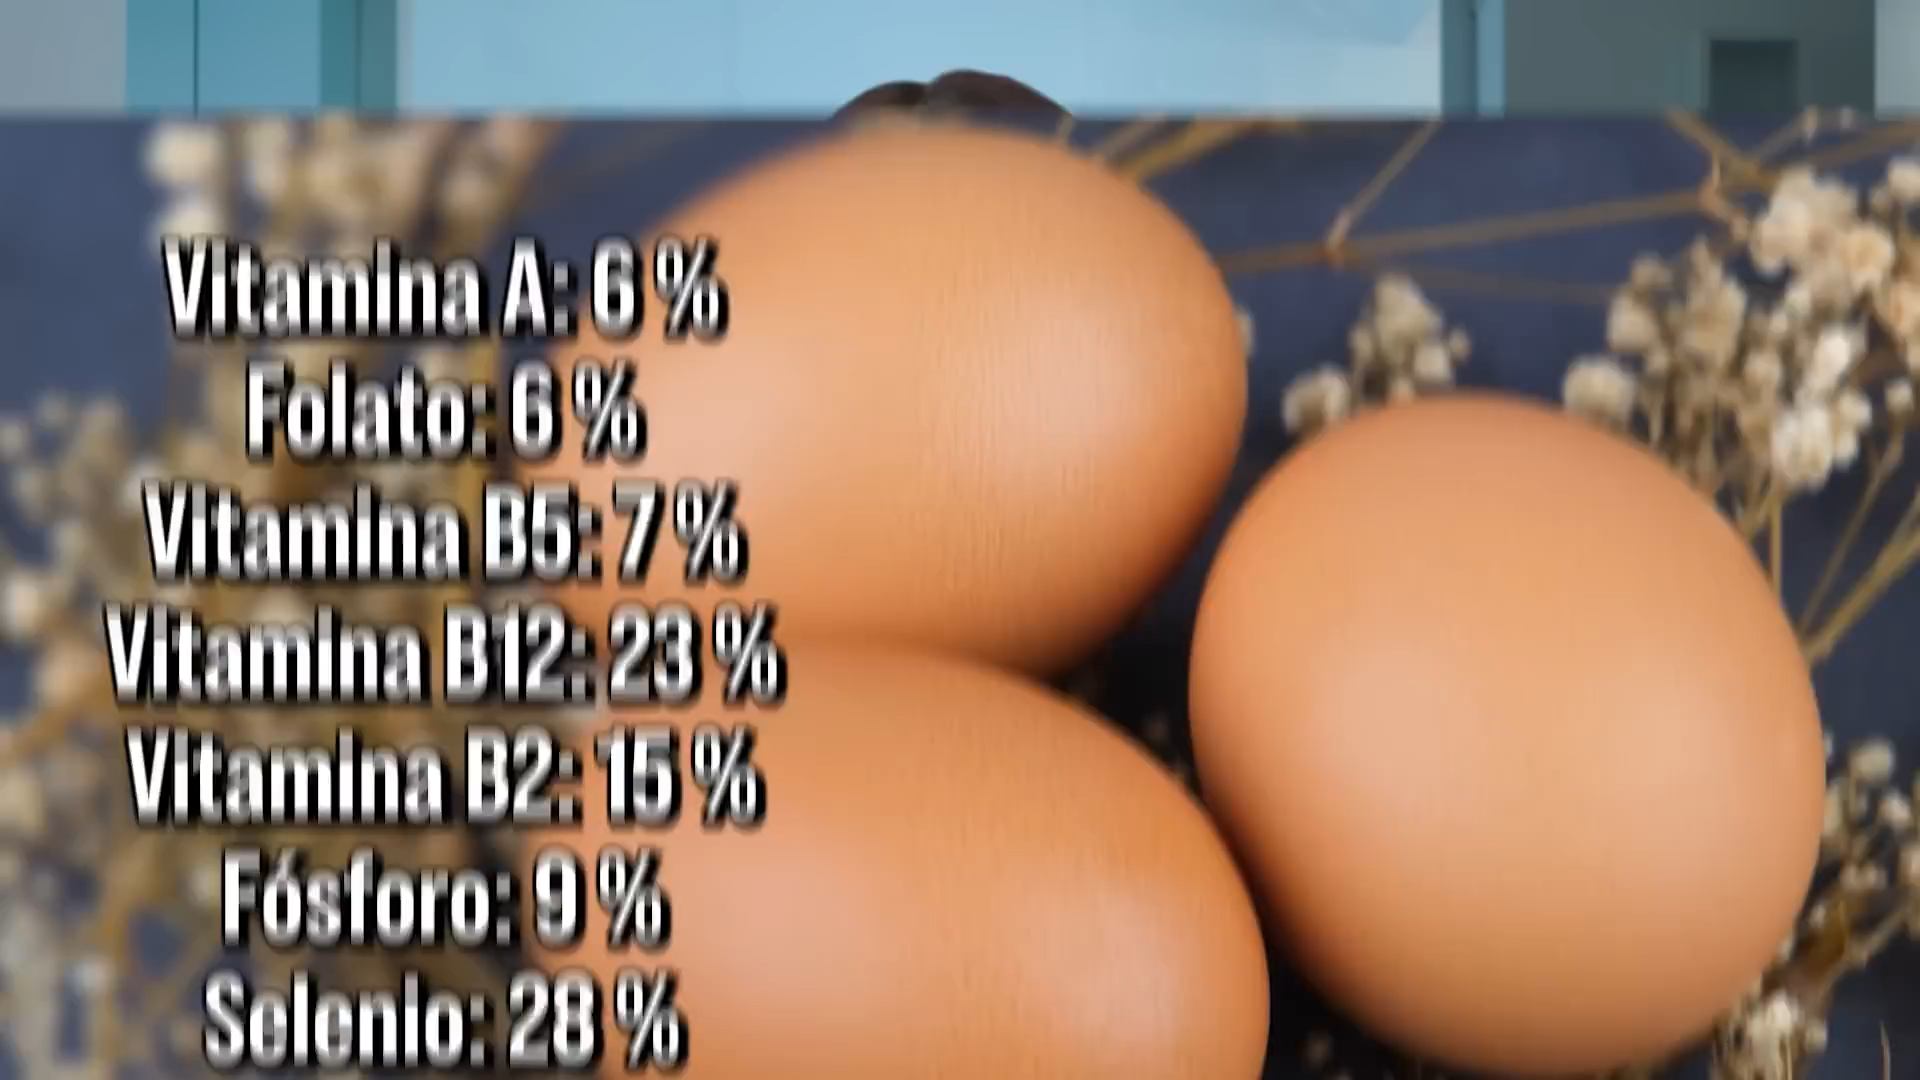 Vitamina A: 6 %
Folato: 6 %
Vitamina B5: 7 %
Vitamina B12: 23 %
Vitamina B2: 15 %
Fósforo: 9 %
Selenio: 28 %